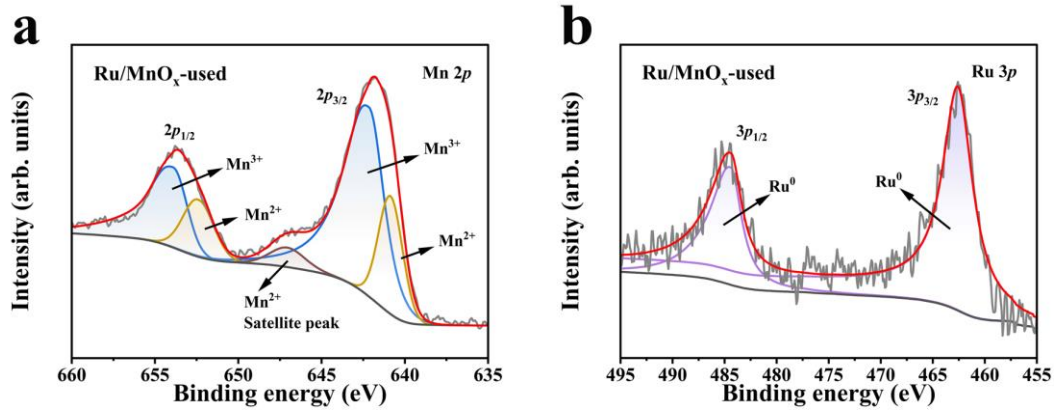 a
Ru/MnOₓ-used
Mn 2p
2p₁/₂
2p₃/₂
Mn³⁺
Mn²⁺
Mn³⁺
Mn²⁺
Mn²⁺
Satellite peak
Intensity (arb. units)
660 655 650 645 640 635
Binding energy (eV)
b
Ru/MnOₓ-used
Ru 3p
3p₁/₂
3p₃/₂
Ru⁰
Ru⁰
Intensity (arb. units)
495 490 485 480 475 470 465 460 455
Binding energy (eV)